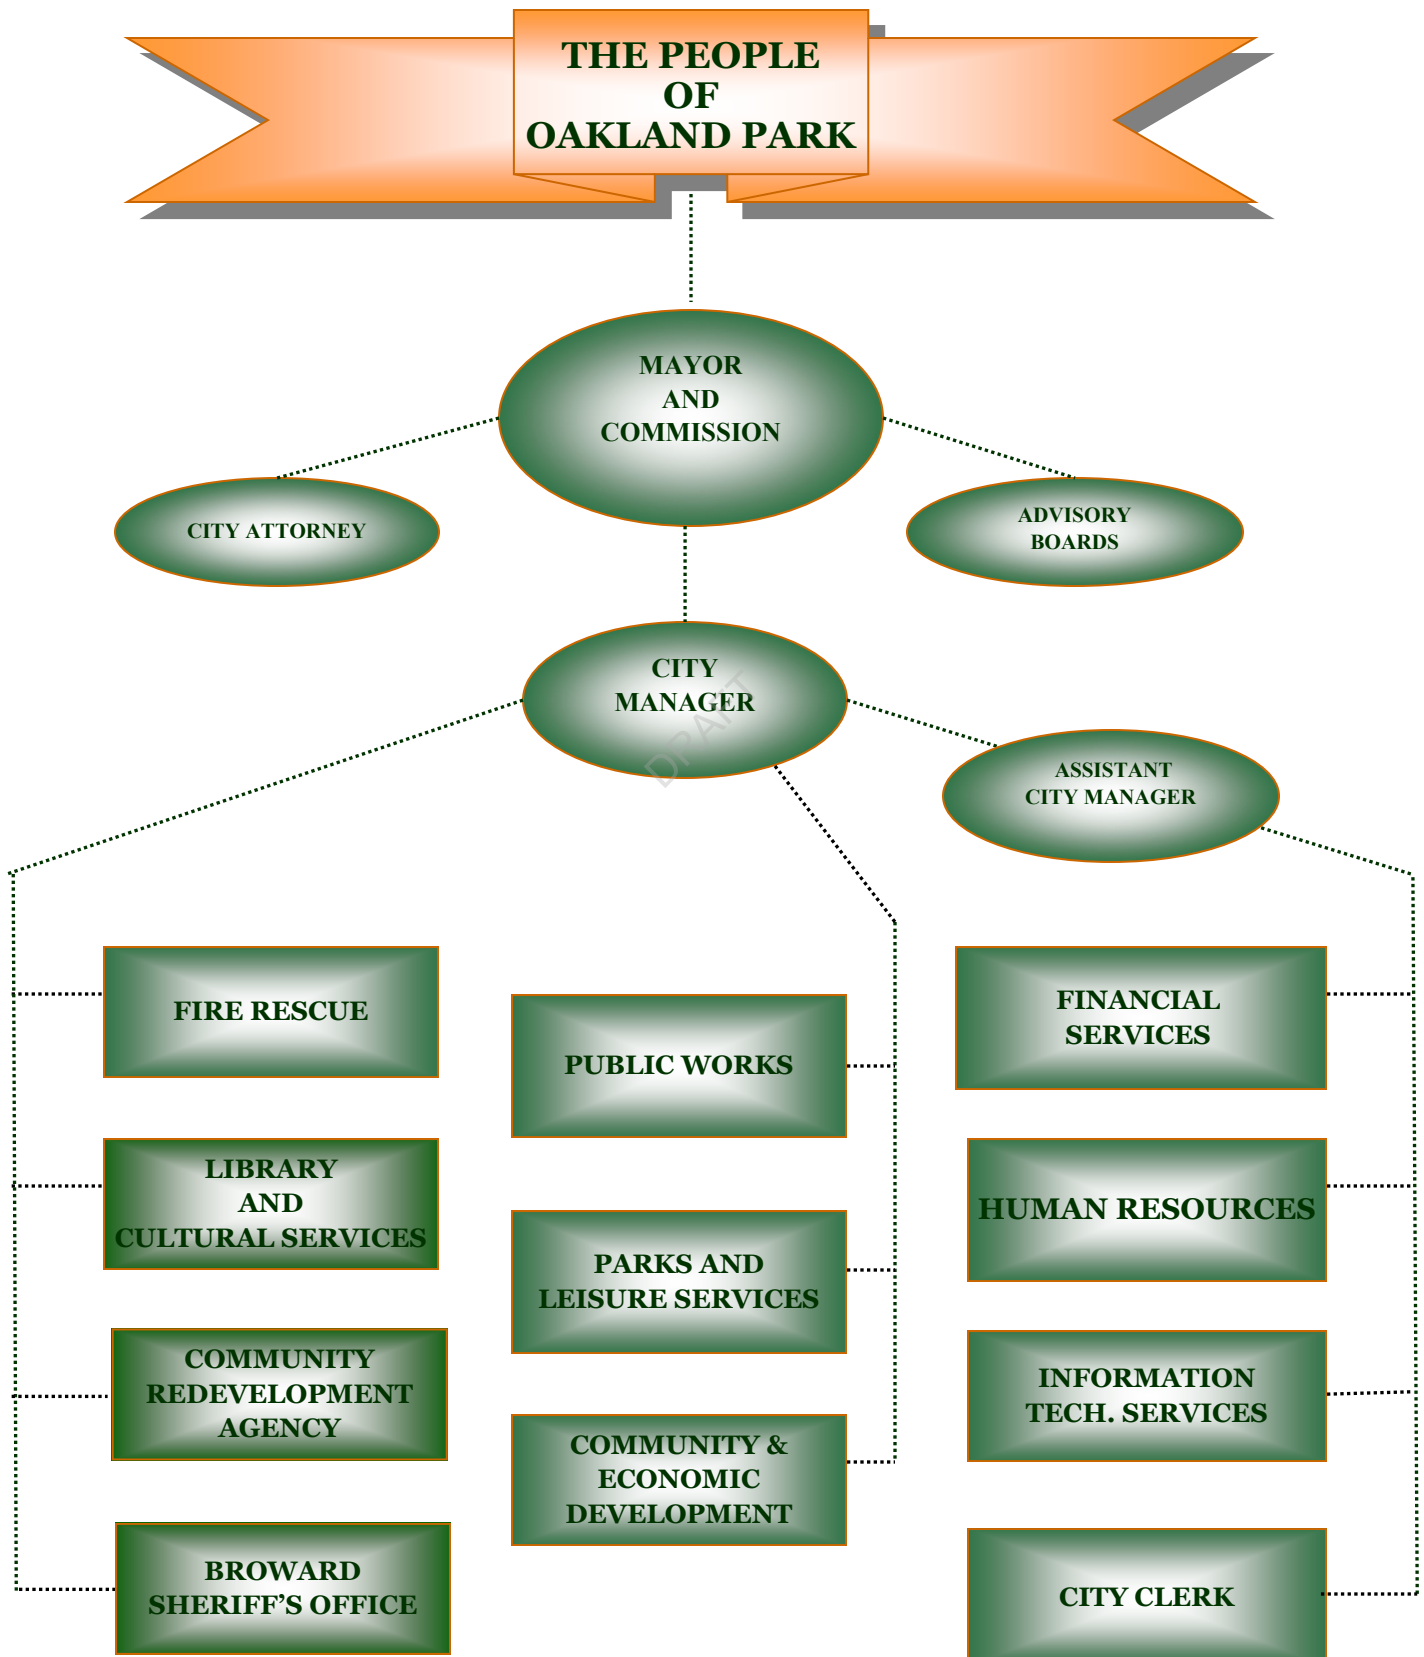 THE PEOPLE
OF
OAKLAND PARK
MAYOR
AND
COMMISSION
CITY ATTORNEY
ADVISORY
BOARDS
CITY
MANAGER
DRAFT
ASSISTANT
CITY MANAGER
FIRE RESCUE
LIBRARY
AND
CULTURAL SERVICES
COMMUNITY
REDEVELOPMENT
AGENCY
BROWARD
SHERIFF’S OFFICE
PUBLIC WORKS
PARKS AND
LEISURE SERVICES
COMMUNITY &
ECONOMIC
DEVELOPMENT
FINANCIAL
SERVICES
HUMAN RESOURCES
INFORMATION
TECH. SERVICES
CITY CLERK